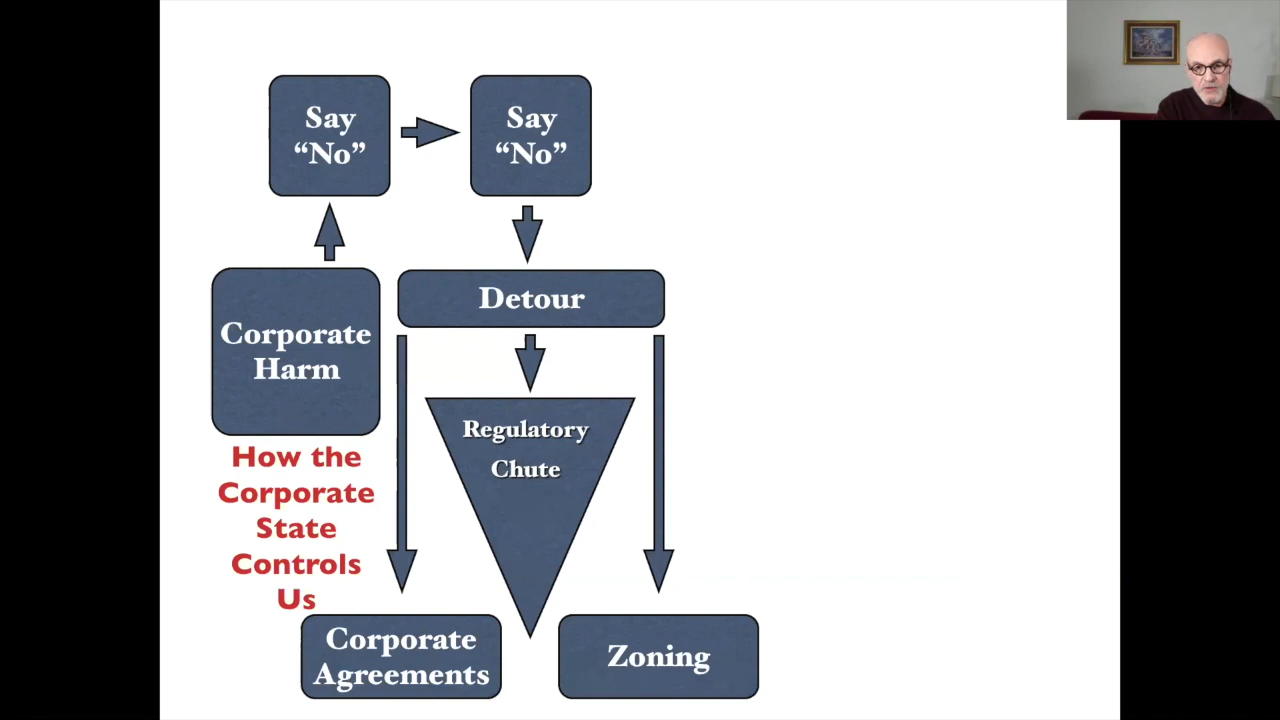 Say
“No”
Say
“No”
Detour
Corporate
Harm
Regulatory
Chute
How the
Corporate
State
Controls
Us
Corporate
Agreements
Zoning